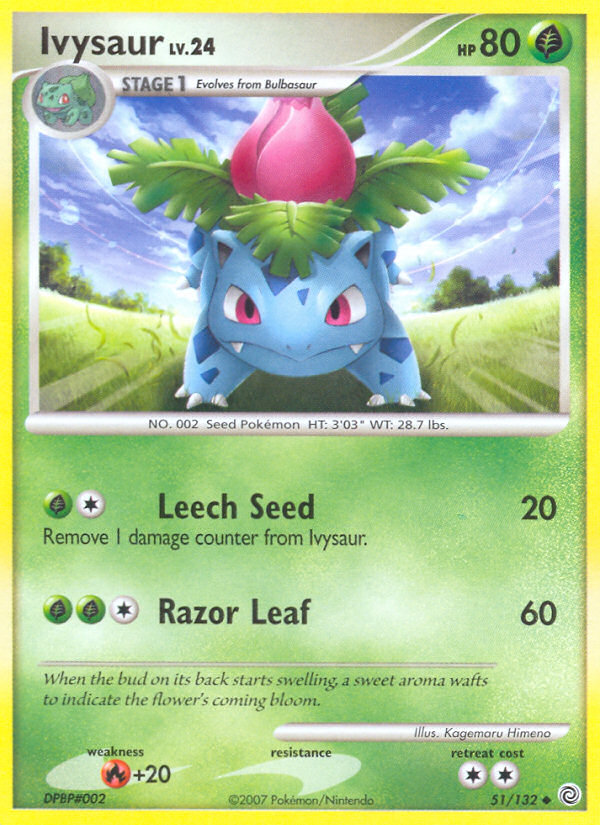 Ivysaur LV.24 HP 80
STAGE 1 Evolves from Bulbasaur
NO. 002 Seed Pokémon HT: 3'03" WT: 28.7 lbs.
Leech Seed 20
Remove 1 damage counter from Ivysaur.
Razor Leaf 60
When the bud on its back starts swelling, a sweet aroma wafts
to indicate the flower's coming bloom.
Illus. Kagemaru Himeno
weakness resistance retreat cost
+20
DPBP#002 ©2007 Pokémon/Nintendo 51/132